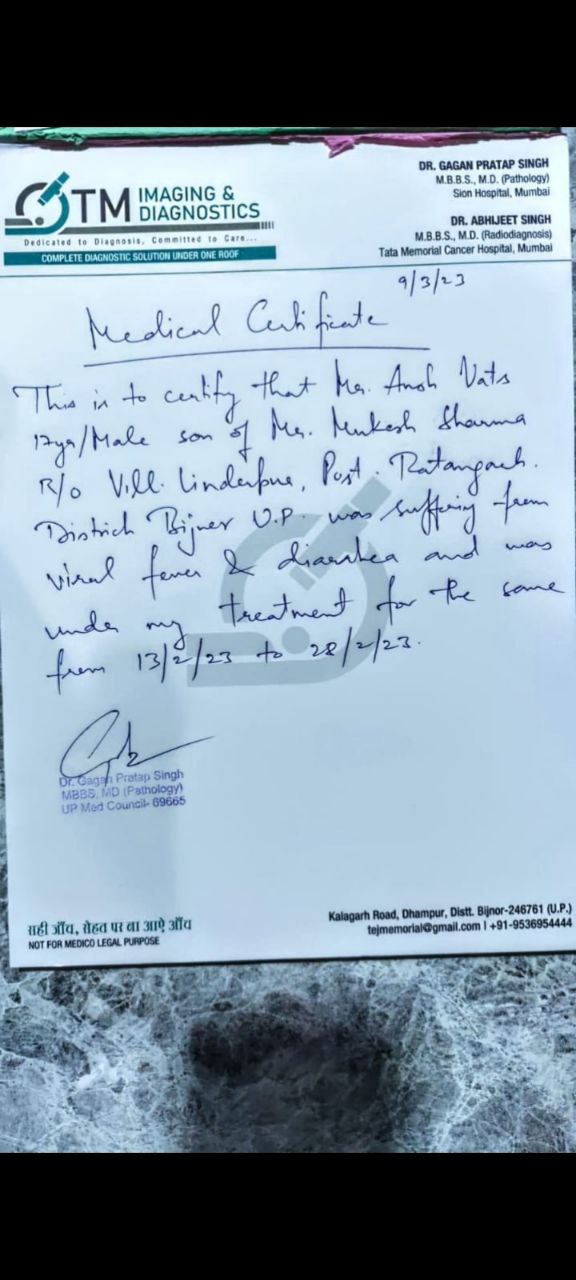 TM IMAGING & DIAGNOSTICS
Dedicated to Diagnosis, Committed to Care...
COMPLETE DIAGNOSTIC SOLUTION UNDER ONE ROOF
DR. GAGAN PRATAP SINGH
M.B.B.S., M.D. (Pathology)
Sion Hospital, Mumbai
DR. ABHIJEET SINGH
M.B.B.S., M.D. (Radiodiagnosis)
Tata Memorial Cancer Hospital, Mumbai
9/3/23
Medical Certificate
This is to certify that Mr. Ansh Vats
17yrs/Male son of Mr. Mukesh Sharma
R/o Vill. Post.
District Bijnor U.P. was suffering from
viral fever & diarrhea and was
under my treatment for the same
from 13/2/23 to 28/2/23.
Dr. Gagan Pratap Singh
MBBS, MD (Pathology)
UP Med Council- 69665
सही जाँच, सेहत पर ना आऐ आँच
NOT FOR MEDICO LEGAL PURPOSE
Kalagarh Road, Dhampur, Distt. Bijnor-246761 (U.P.)
tejmemorial@gmail.com | +91-9536954444